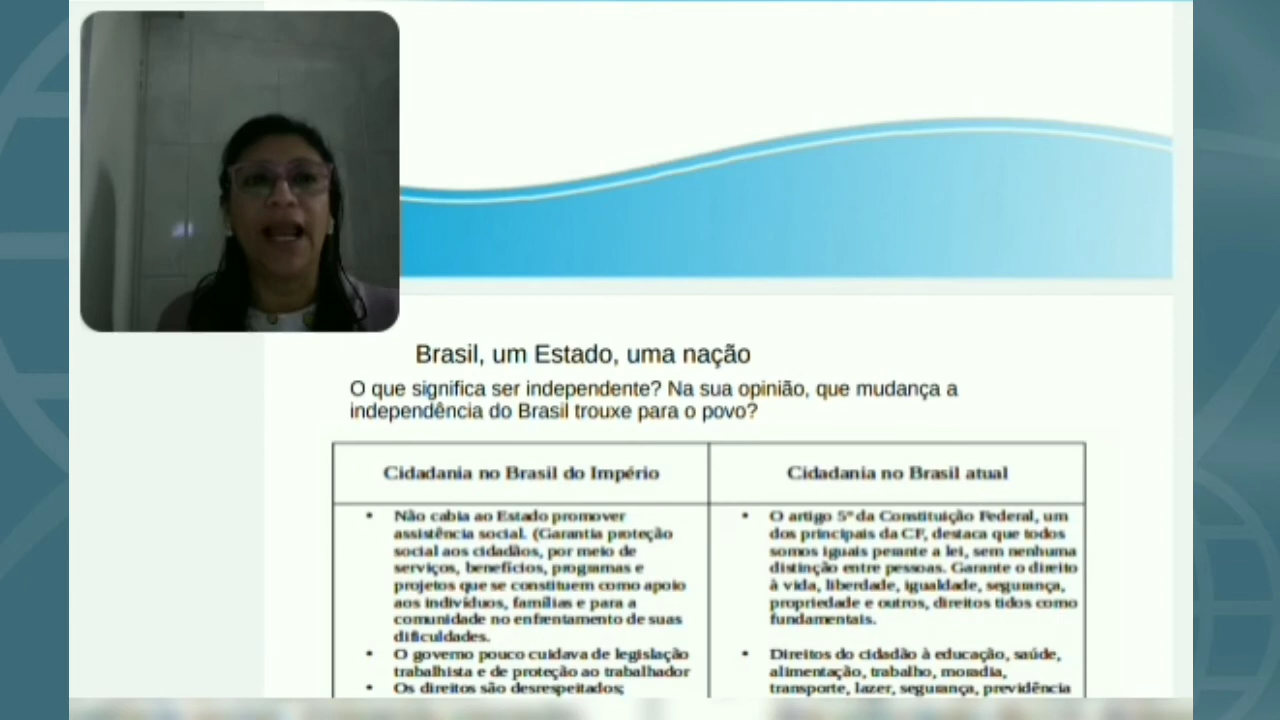 Brasil, um Estado, uma nação
O que significa ser independente? Na sua opinião, que mudança a
independência do Brasil trouxe para o povo?
Cidadania no Brasil do Império
• Não cabia ao Estado promover
assistência social. (Garantia proteção
social aos cidadãos, por meio de
serviços, benefícios, programas e
projetos que se constituem como apoio
aos indivíduos, famílias e para a
comunidade no enfrentamento de suas
dificuldades.
• O governo pouco cuidava de legislação
trabalhista e de proteção ao trabalhador
• Os direitos são desrespeitados;
Cidadania no Brasil atual
• O artigo 5º da Constituição Federal, um
dos principais da CF, destaca que todos
somos iguais perante a lei, sem nenhuma
distinção entre pessoas. Garante o direito
à vida, liberdade, igualdade, segurança,
propriedade e outros, direitos tidos como
fundamentais.
• Direitos do cidadão à educação, saúde,
alimentação, trabalho, moradia,
transporte, lazer, segurança, previdência